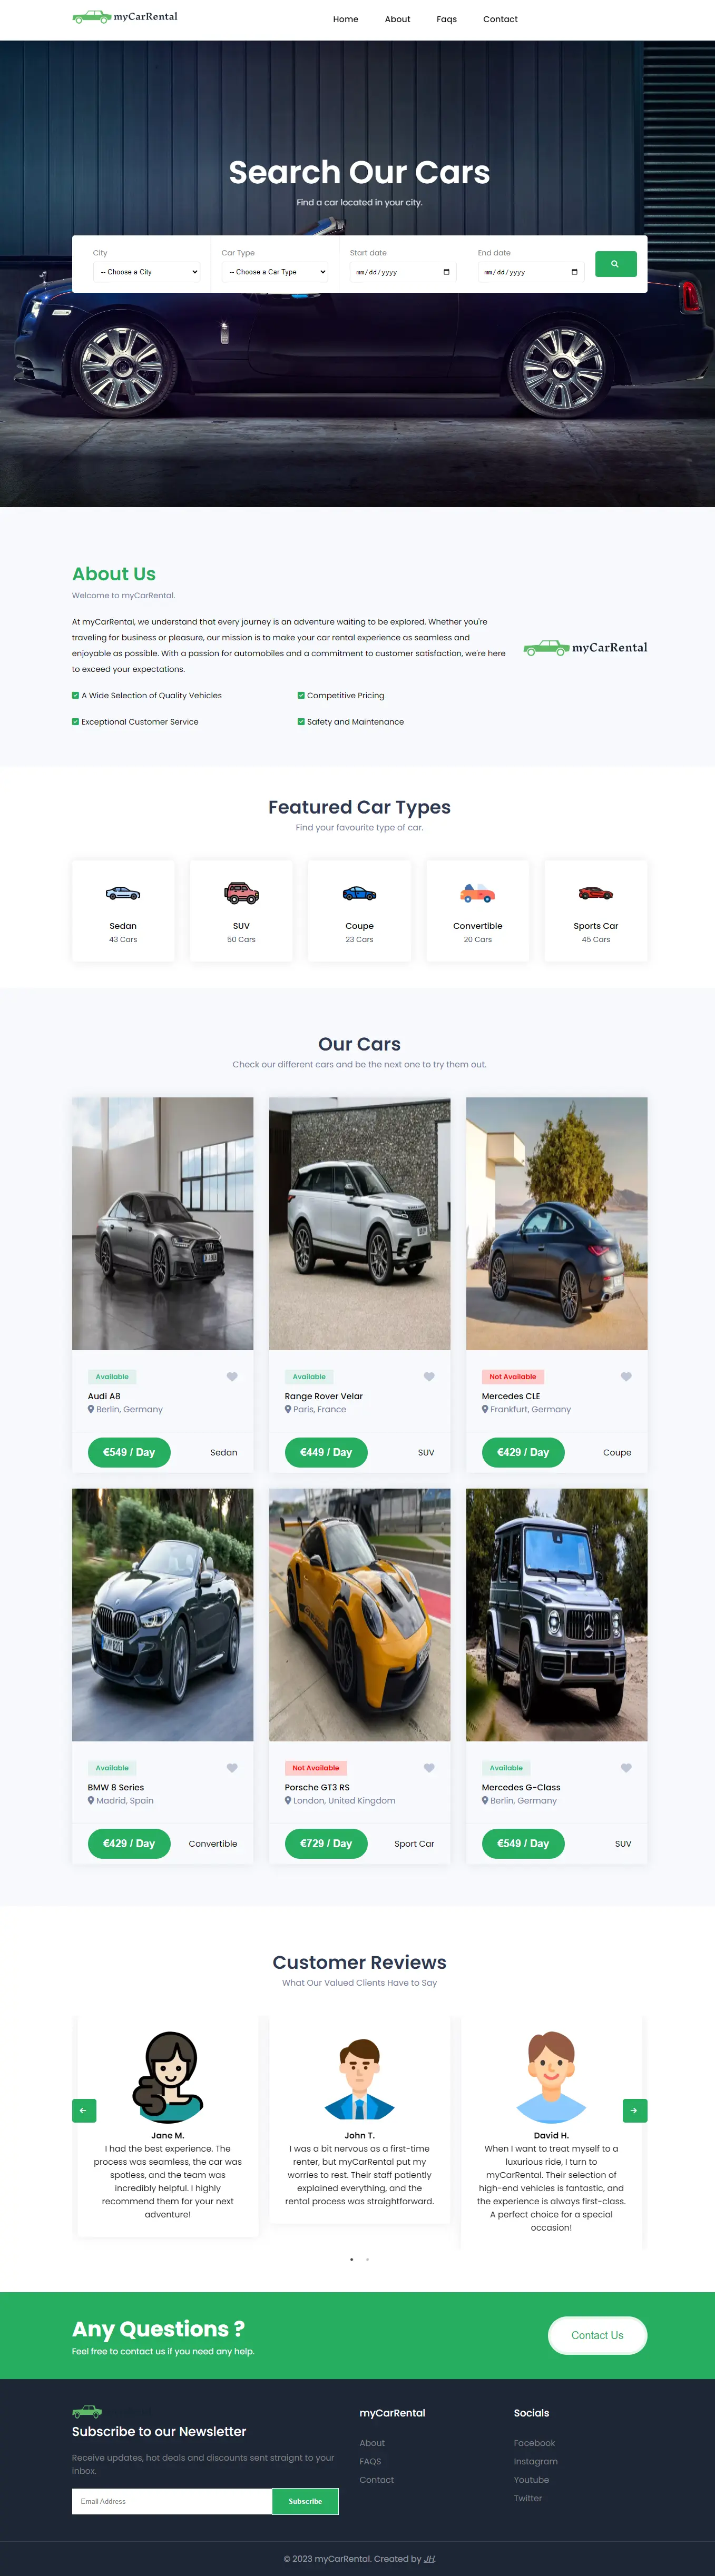 myCarRental
Home About Faqs Contact
Search Our Cars
Find a car located in your city.
City Car Type Start date End date
-- Choose a City -- Choose a Car Type mm/dd/yyyy mm/dd/yyyy
About Us
Welcome to myCarRental.
At myCarRental, we understand that every journey is an adventure waiting to be explored. Whether you're
traveling for business or pleasure, our mission is to make your car rental experience as seamless and
enjoyable as possible. With a passion for automobiles and a commitment to customer satisfaction, we're here
to exceed your expectations.
myCarRental
A Wide Selection of Quality Vehicles Competitive Pricing
Exceptional Customer Service Safety and Maintenance
Featured Car Types
Find your favourite type of car.
Sedan SUV Coupe Convertible Sports Car
43 Cars 50 Cars 23 Cars 20 Cars 45 Cars
Our Cars
Check our different cars and be the next one to try them out.
Available Available Not Available
Audi A8 Range Rover Velar Mercedes CLE
Berlin, Germany Paris, France Frankfurt, Germany
€549 / Day Sedan €449 / Day SUV €429 / Day Coupe
Available Not Available Available
BMW 8 Series Porsche GT3 RS Mercedes G-Class
Madrid, Spain London, United Kingdom Berlin, Germany
€429 / Day Convertible €729 / Day Sport Car €549 / Day SUV
Customer Reviews
What Our Valued Clients Have to Say
Jane M.
I had the best experience. The
process was seamless, the car was
spotless, and the team was
incredibly helpful. I highly
recommend them for your next
adventure!
John T.
I was a bit nervous as a first-time
renter, but myCarRental put my
worries to rest. Their staff patiently
explained everything, and the
rental process was straightforward.
David H.
When I want to treat myself to a
luxurious ride, I turn to
myCarRental. Their selection of
high-end vehicles is fantastic, and
the experience is always first-class.
A perfect choice for a special
occasion!
Any Questions ?
Feel free to contact us if you need any help.
Contact Us
Subscribe to our Newsletter
Receive updates, hot deals and discounts sent straignt to your
inbox.
Email Address Subscribe
myCarRental
About
FAQS
Contact
Socials
Facebook
Instagram
Youtube
Twitter
© 2023 myCarRental. Created by JH.